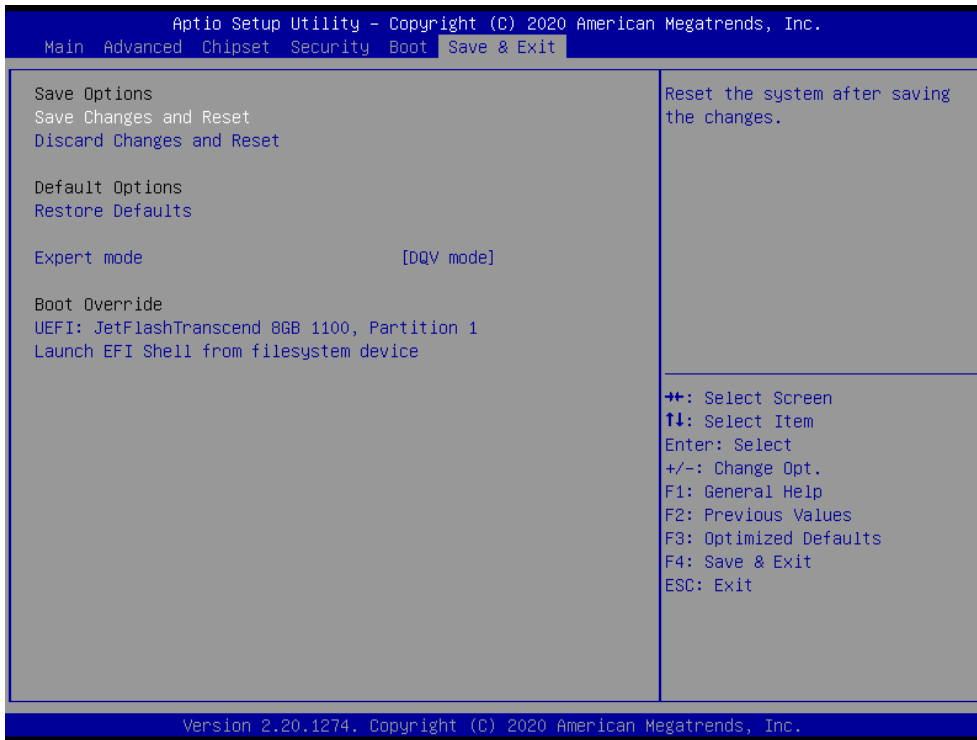 Aptio Setup Utility – Copyright (C) 2020 American Megatrends, Inc.
Main Advanced Chipset Security Boot Save & Exit
Save Options
Save Changes and Reset
Discard Changes and Reset
Default Options
Restore Defaults
Expert mode [DQV mode]
Boot Override
UEFI: JetFlashTranscend 8GB 1100, Partition 1
Launch EFI Shell from filesystem device
Reset the system after saving
the changes.
→←: Select Screen
↑↓: Select Item
Enter: Select
+/-: Change Opt.
F1: General Help
F2: Previous Values
F3: Optimized Defaults
F4: Save & Exit
ESC: Exit
Version 2.20.1274. Copyright (C) 2020 American Megatrends, Inc.